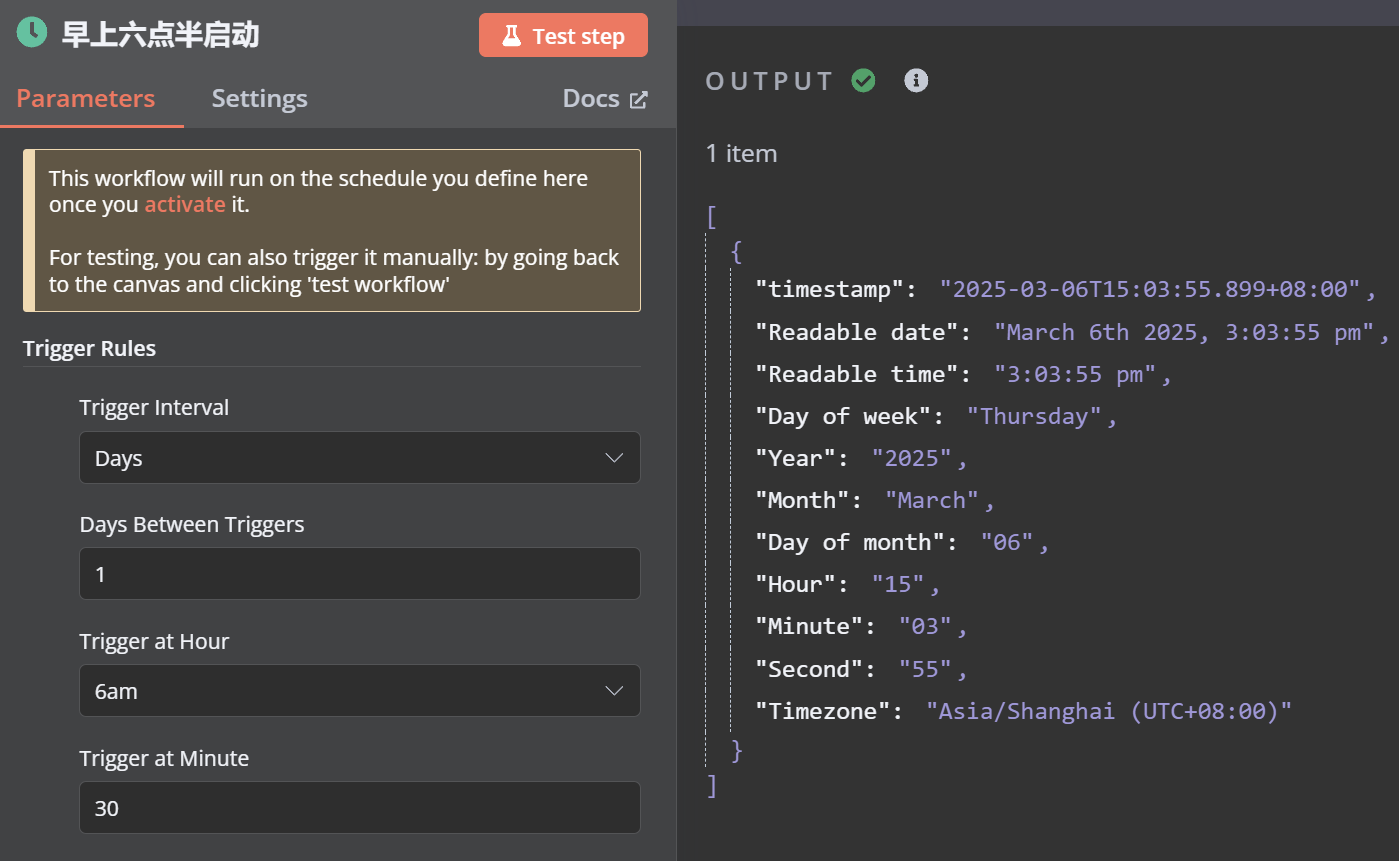 早上六点半启动
Test step
Parameters
Settings
Docs
This workflow will run on the schedule you define here
once you activate it.
For testing, you can also trigger it manually: by going back
to the canvas and clicking 'test workflow'
Trigger Rules
Trigger Interval
Days
Days Between Triggers
1
Trigger at Hour
6am
Trigger at Minute
30
OUTPUT
1 item
[
{
"timestamp": "2025-03-06T15:03:55.899+08:00",
"Readable date": "March 6th 2025, 3:03:55 pm",
"Readable time": "3:03:55 pm",
"Day of week": "Thursday",
"Year": "2025",
"Month": "March",
"Day of month": "06",
"Hour": "15",
"Minute": "03",
"Second": "55",
"Timezone": "Asia/Shanghai (UTC+08:00)"
}
]